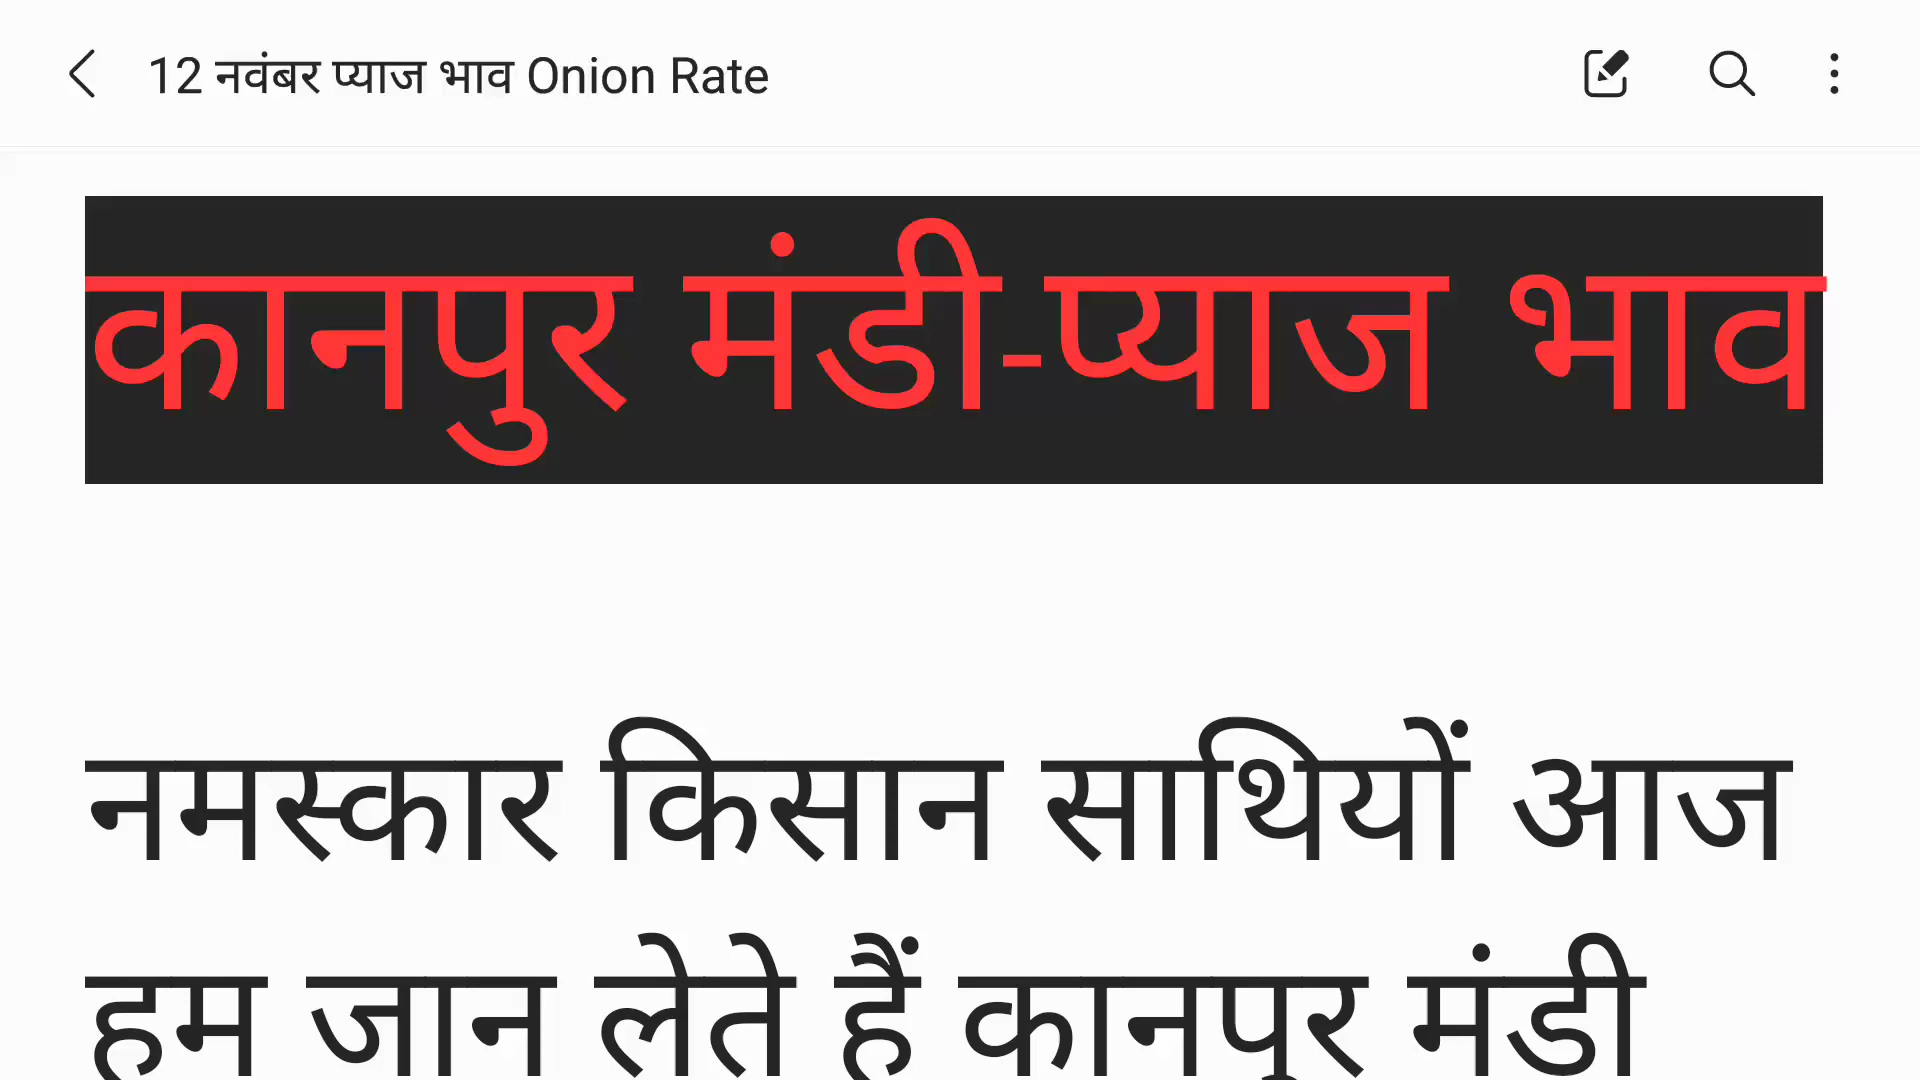 12 नवंबर प्याज भाव Onion Rate
कानपुर मंडी-प्याज भाव
नमस्कार किसान साथियों आज
हम जान लेते हैं कानपुर मंडी